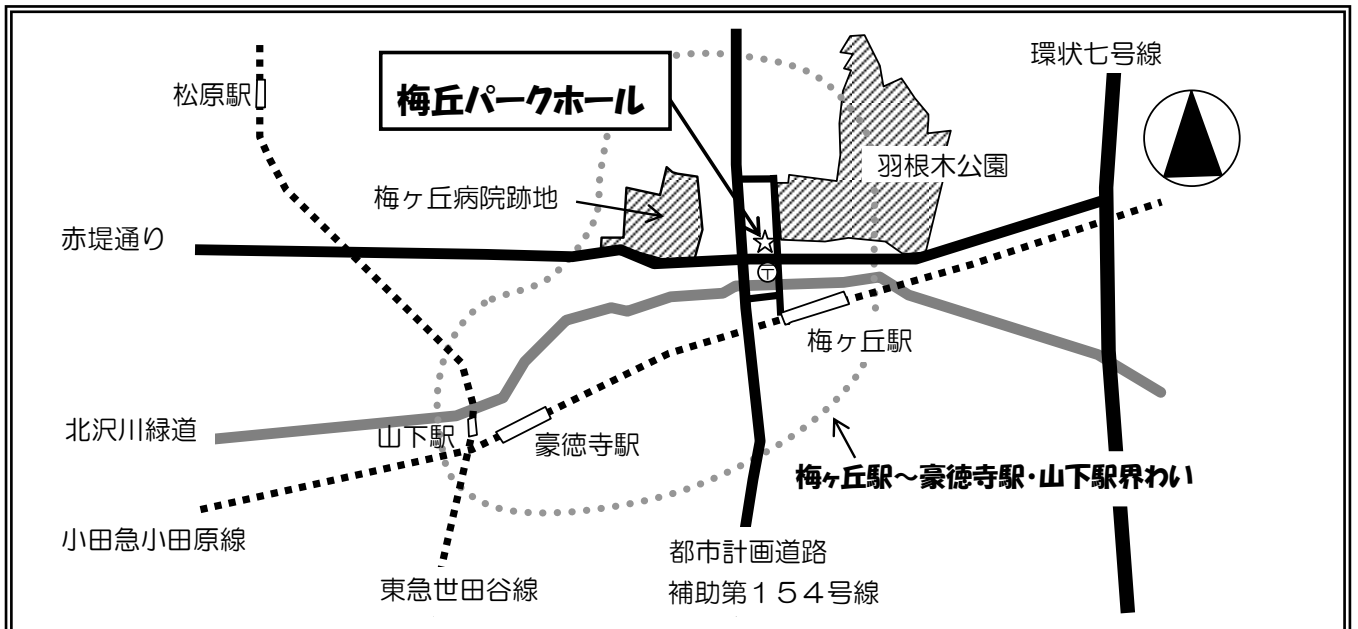 環状七号線
松原駅
梅丘パークホール
羽根木公園
梅ヶ丘病院跡地
赤堤通り
〒
梅ヶ丘駅
北沢川緑道
山下駅
豪徳寺駅
梅ヶ丘駅~豪徳寺駅・山下駅界わい
小田急小田原線
都市計画道路
補助第154号線
東急世田谷線